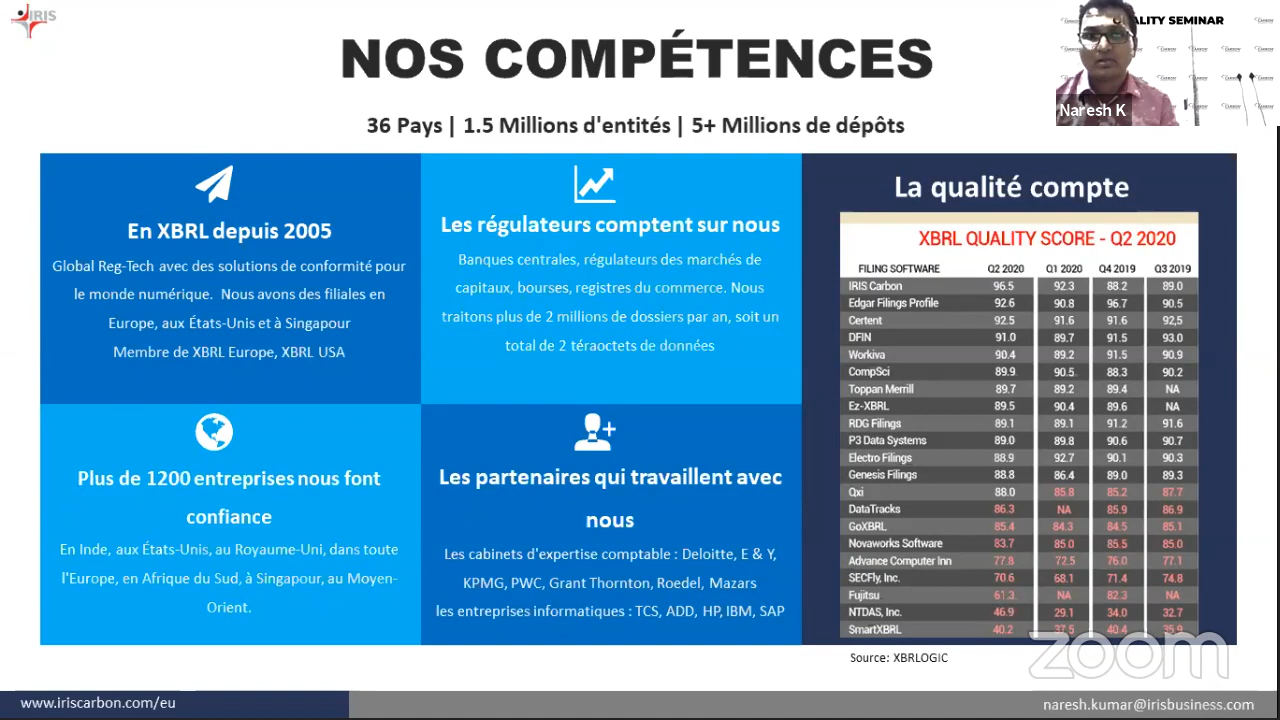 IRIS
NOS COMPÉTENCES
36 Pays | 1.5 Millions d'entités | 5+ Millions de dépôts
ALITY SEMINAR
Naresh K
En XBRL depuis 2005
Global Reg-Tech avec des solutions de conformité pour
le monde numérique. Nous avons des filiales en
Europe, aux États-Unis et à Singapour
Membre de XBRL Europe, XBRL USA
Les régulateurs comptent sur nous
Banques centrales, régulateurs des marchés de
capitaux, bourses, registres du commerce. Nous
traitons plus de 2 millions de dossiers par an, soit un
total de 2 téraoctets de données
Plus de 1200 entreprises nous font
confiance
En Inde, aux États-Unis, au Royaume-Uni, dans toute
l'Europe, en Afrique du Sud, à Singapour, au Moyen-
Orient.
Les partenaires qui travaillent avec
nous
Les cabinets d'expertise comptable : Deloitte, E & Y,
KPMG, PWC, Grant Thornton, Roedel, Mazars
les entreprises informatiques : TCS, ADD, HP, IBM, SAP
La qualité compte
XBRL QUALITY SCORE - Q2 2020
FILING SOFTWARE Q2 2020 Q1 2020 Q4 2019 Q3 2019
IRIS Carbon 96.5 92.3 88.2 89.0
Edgar Filings Profile 92.6 90.8 96.7 90.5
Certent 92.5 91.6 91.6 92,5
DFIN 91.0 89.7 91.5 93.0
Workiva 90.4 89.2 91.5 90.9
CompSci 89.9 90.5 88.3 90.2
Toppan Merrill 89.7 89.2 89.4 NA
Ez-XBRL 89.5 90.4 89.6 NA
RDG Filings 89.1 89.1 91.2 91.6
P3 Data Systems 89.0 89.8 90.6 90.7
Electro Filings 88.9 92.7 90.1 90.3
Genesis Filings 88.8 86.4 89.0 89.3
Qxi 88.0 85.8 85.2 87.7
DataTracks 86.3 NA 85.9 86.9
GoXBRL 85.4 84.3 84.5 85.1
Novaworks Software 83.7 85.0 85.5 85.0
Advance Computer Inn 77.8 72.5 76.0 77.1
SECFly, Inc. 70.6 68.1 71.4 74.8
Fujitsu 61.3 NA 82.3 NA
NTDAS, Inc. 46.9 29.1 34.0 32.7
SmartXBRL 40.2 37.5 40.4 35.9
Source: XBRLOGIC
zoom
www.iriscarbon.com/eu
naresh.kumar@irisbusiness.com